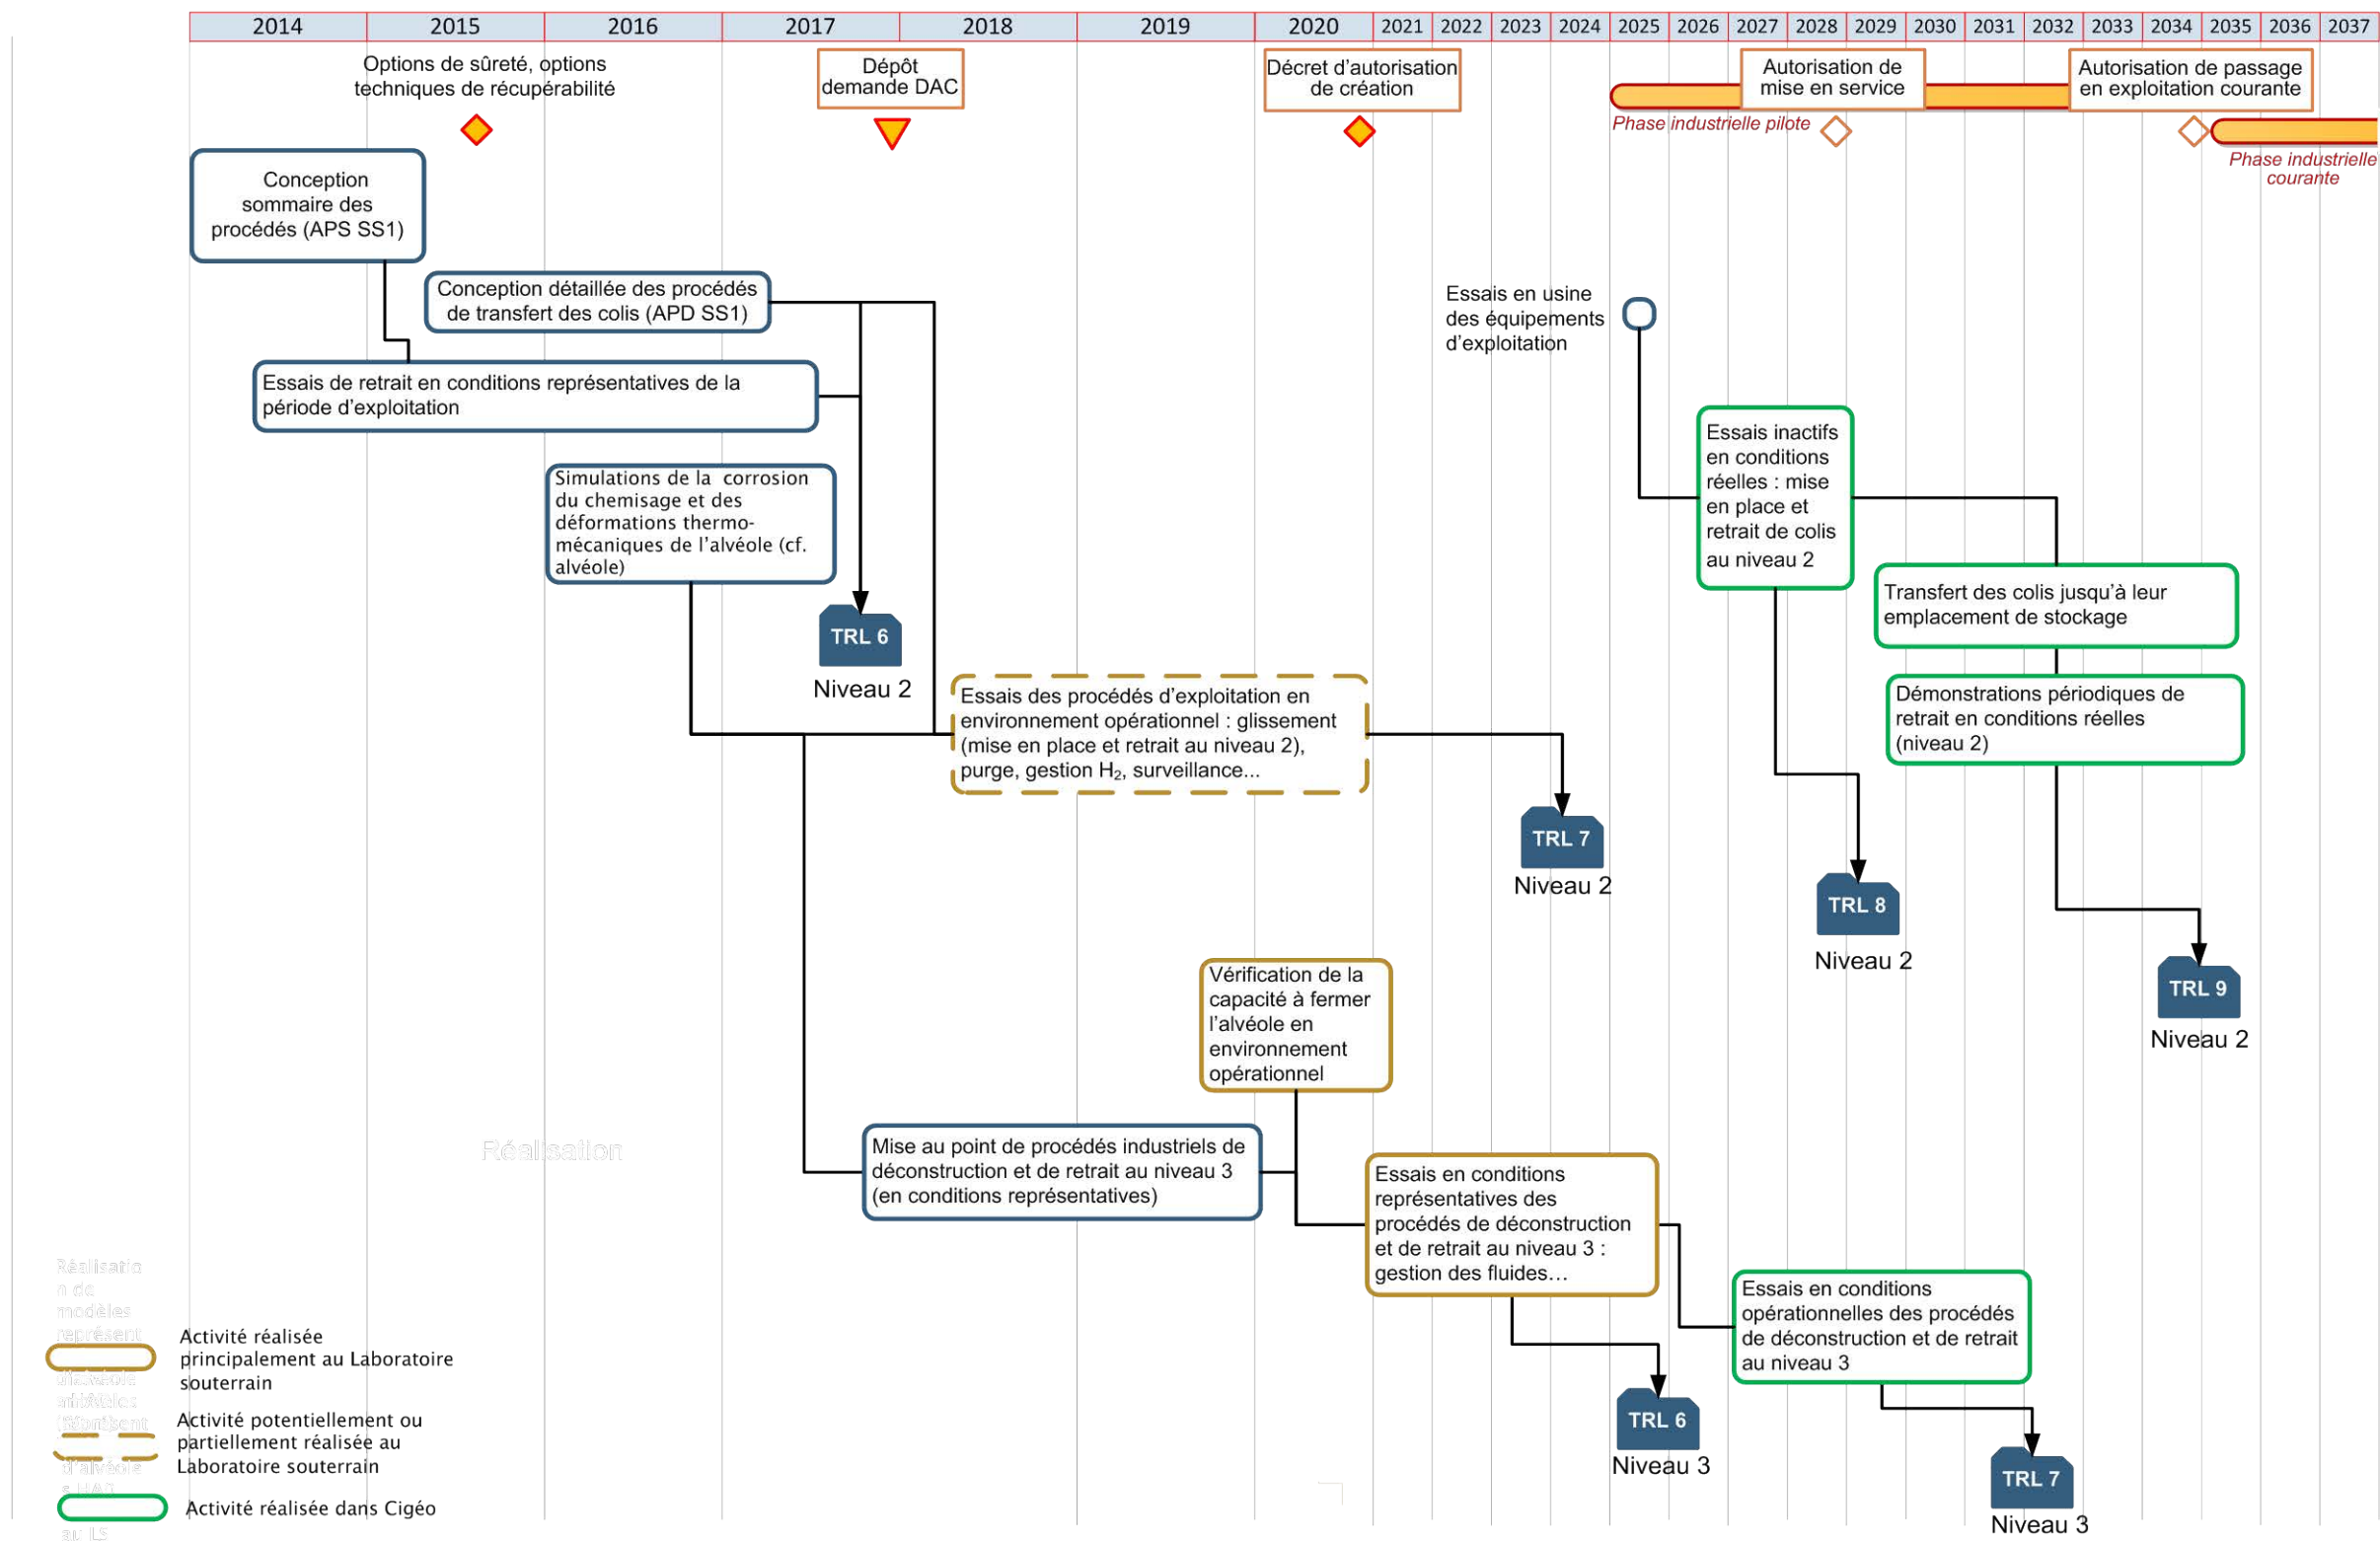 2014 2015 2016 2017 2018 2019 2020 2021 2022 2023 2024 2025 2026 2027 2028 2029 2030 2031 2032 2033 2034 2035 2036 2037
Options de sûreté, options
techniques de récupérabilité
Dépôt
demande DAC
Décret d’autorisation
de création
Autorisation de
mise en service
Autorisation de passage
en exploitation courante
Phase industrielle pilote
Phase industrielle
courante
Conception
sommaire des
procédés (APS SS1)
Conception détaillée des procédés
de transfert des colis (APD SS1)
Essais en usine
des équipements
d’exploitation
Essais de retrait en conditions représentatives de la
période d’exploitation
Simulations de la corrosion
du chemisage et des
déformations thermo-
mécaniques de l’alvéole (cf.
alvéole)
Essais inactifs
en conditions
réelles : mise
en place et
retrait de colis
au niveau 2
Transfert des colis jusqu’à leur
emplacement de stockage
TRL 6
Niveau 2
Essais des procédés d’exploitation en
environnement opérationnel : glissement
(mise en place et retrait au niveau 2),
purge, gestion H₂, surveillance...
Démonstrations périodiques de
retrait en conditions réelles
(niveau 2)
TRL 7
Niveau 2
TRL 8
Niveau 2
TRL 9
Niveau 2
Vérification de la
capacité à fermer
l’alvéole en
environnement
opérationnel
Réalisation
Mise au point de procédés industriels de
déconstruction et de retrait au niveau 3
(en conditions représentatives)
Essais en conditions
représentatives des
procédés de déconstruction
et de retrait au niveau 3 :
gestion des fluides…
Essais en conditions
opérationnelles des procédés
de déconstruction et de retrait
au niveau 3
TRL 6
Niveau 3
TRL 7
Niveau 3
Réalisatio
n de
modèles
représent
Activité réalisée
principalement au Laboratoire
souterrain
Activité potentiellement ou
partiellement réalisée au
Laboratoire souterrain
Activité réalisée dans Cigéo
au LS